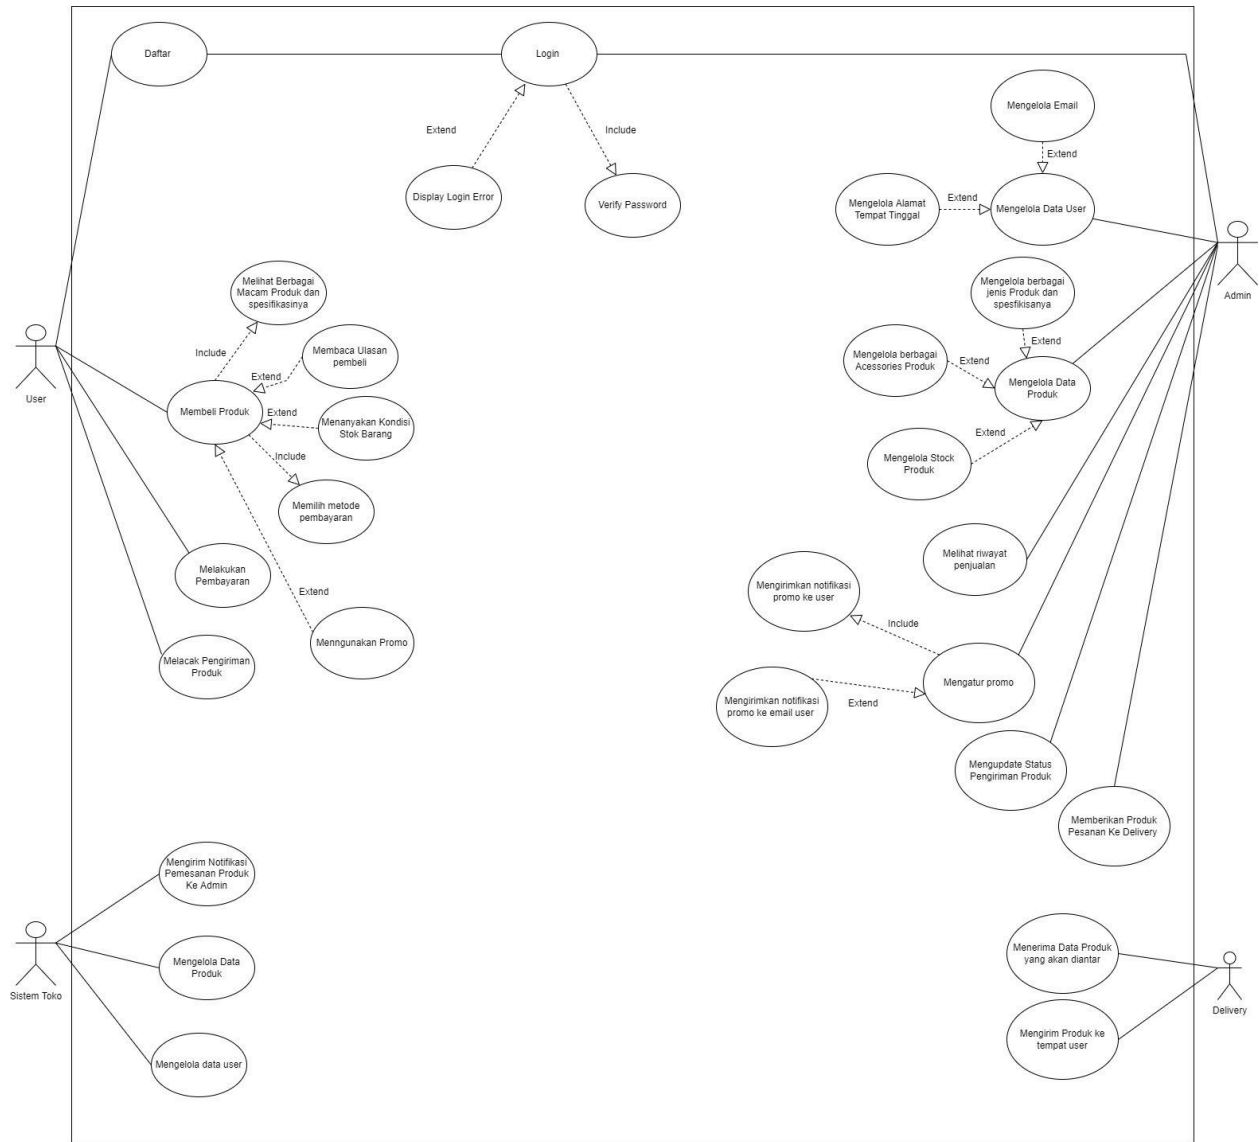 Daftar
Login
Mengelola Email
Extend
Include
Extend
Display Login Error
Verify Password
Mengelola Alamat
Tempat Tinggal
Extend
Mengelola Data User
Melihat Berbagai
Macam Produk dan
spesifikasinya
Mengelola berbagai
jenis Produk dan
spesfikisanya
Admin
User
Include
Membaca Ulasan
pembeli
Extend
Extend
Mengelola berbagai
Acessories Produk
Extend
Mengelola Data
Produk
Membeli Produk
Extend
Menanyakan Kondisi
Stok Barang
Include
Extend
Mengelola Stock
Produk
Memilih metode
pembayaran
Melihat riwayat
penjualan
Melakukan
Pembayaran
Extend
Mengirimkan notifikasi
promo ke user
Include
Menngunakan Promo
Melacak Pengiriman
Produk
Mengatur promo
Mengirimkan notifikasi
promo ke email user
Extend
Mengupdate Status
Pengiriman Produk
Memberikan Produk
Pesanan Ke Delivery
Mengirim Notifikasi
Pemesanan Produk
Ke Admin
Sistem Toko
Mengelola Data
Produk
Mengelola data user
Menerima Data Produk
yang akan diantar
Delivery
Mengirim Produk ke
tempat user